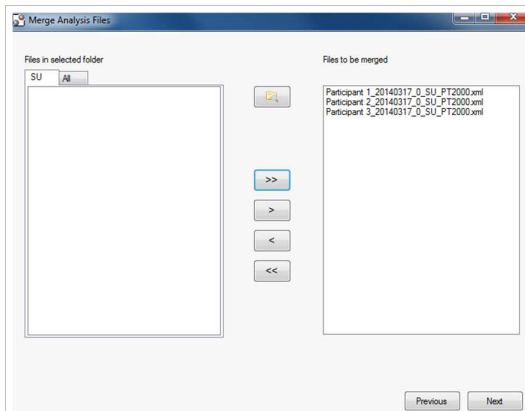 Merge Analysis Files
Files in selected folder
Files to be merged
SU
All
Participant 1_20140317_0_SU_PT2000.xml
Participant 2_20140317_0_SU_PT2000.xml
Participant 3_20140317_0_SU_PT2000.xml
>>
>
<
<<
Previous
Next